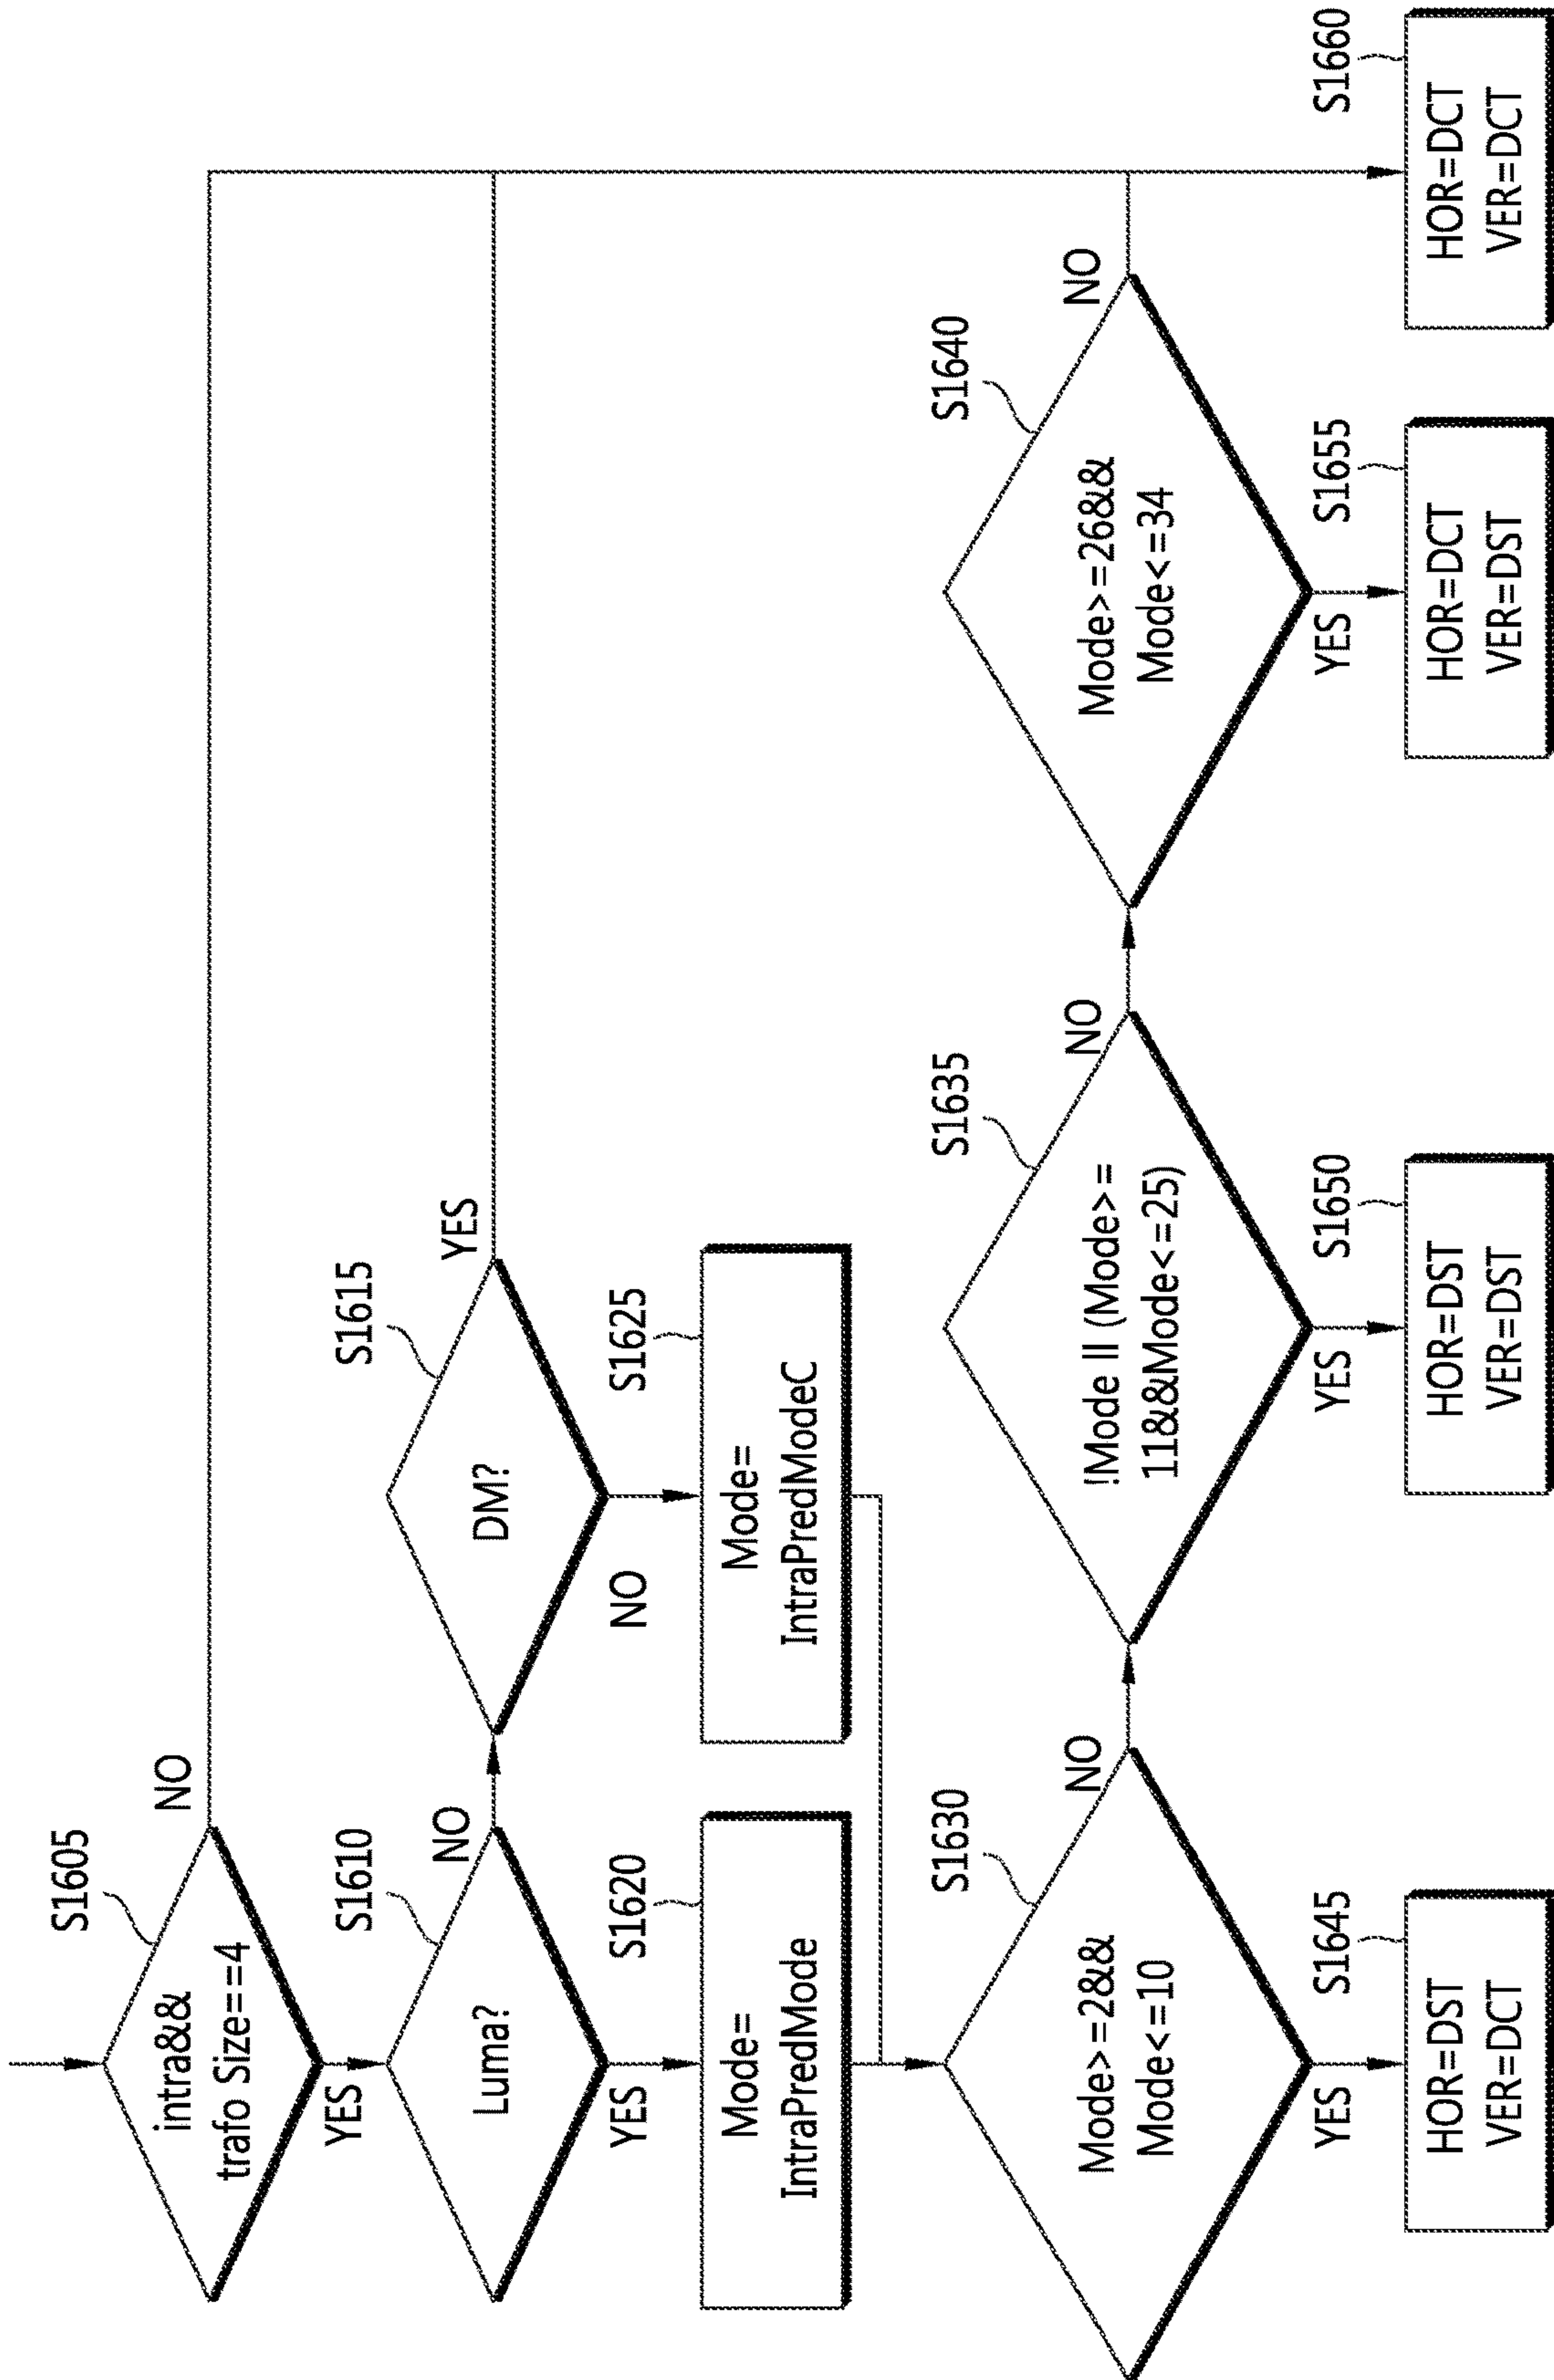 S1605
intra&&
trafo Size==4
NO
YES
S1610
Luma?
NO
YES
S1615
DM?
YES
NO
S1620
Mode=
IntraPredMode
S1625
Mode=
IntraPredModeC
S1630
Mode>=2&&
Mode<=10
NO
YES
S1635
!Mode II (Mode>=
11&&Mode<=25)
NO
YES
S1640
Mode>=26&&
Mode<=34
NO
YES
S1645
HOR=DST
VER=DCT
S1650
HOR=DST
VER=DST
S1655
HOR=DCT
VER=DST
S1660
HOR=DCT
VER=DCT